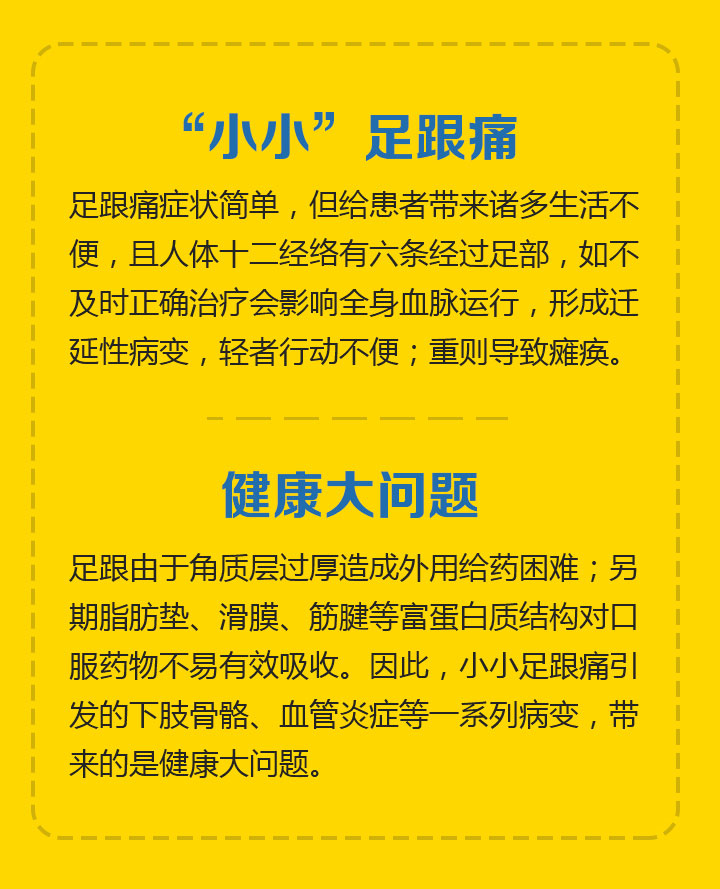 “小小”足跟痛
足跟痛症状简单，但给患者带来诸多生活不
便，且人体十二经络有六条经过足部，如不
及时正确治疗会影响全身血脉运行，形成迁
延性病变，轻者行动不便；重则导致瘫痪。
健康大问题
足跟由于角质层过厚造成外用给药困难；另
期脂肪垫、滑膜、筋腱等富蛋白质结构对口
服药物不易有效吸收。因此，小小足跟痛引
发的下肢骨骼、血管炎症等一系列病变，带
来的是健康大问题。